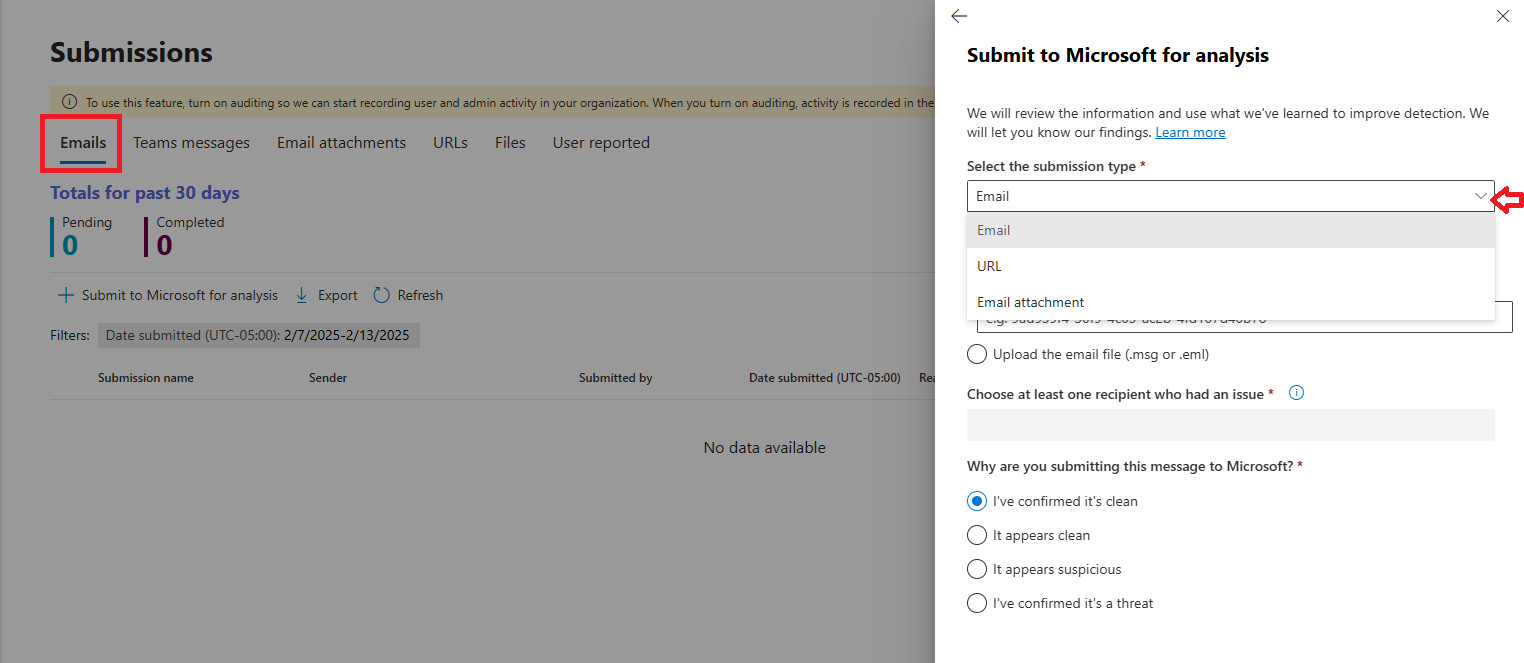 Submissions
To use this feature, turn on auditing so we can start recording user and admin activity in your organization. When you turn on auditing, activity is recorded in the
Emails Teams messages Email attachments URLs Files User reported
Totals for past 30 days
Pending Completed
0 0
Submit to Microsoft for analysis Export Refresh
Filters: Date submitted (UTC-05:00): 2/7/2025-2/13/2025
Submission name Sender Submitted by Date submitted (UTC-05:00) Rea
No data available
Submit to Microsoft for analysis
We will review the information and use what we've learned to improve detection. We
will let you know our findings. Learn more
Select the submission type *
Email
Email
URL
Email attachment
Upload the email file (.msg or .eml)
Choose at least one recipient who had an issue *
Why are you submitting this message to Microsoft? *
I've confirmed it's clean
It appears clean
It appears suspicious
I've confirmed it's a threat